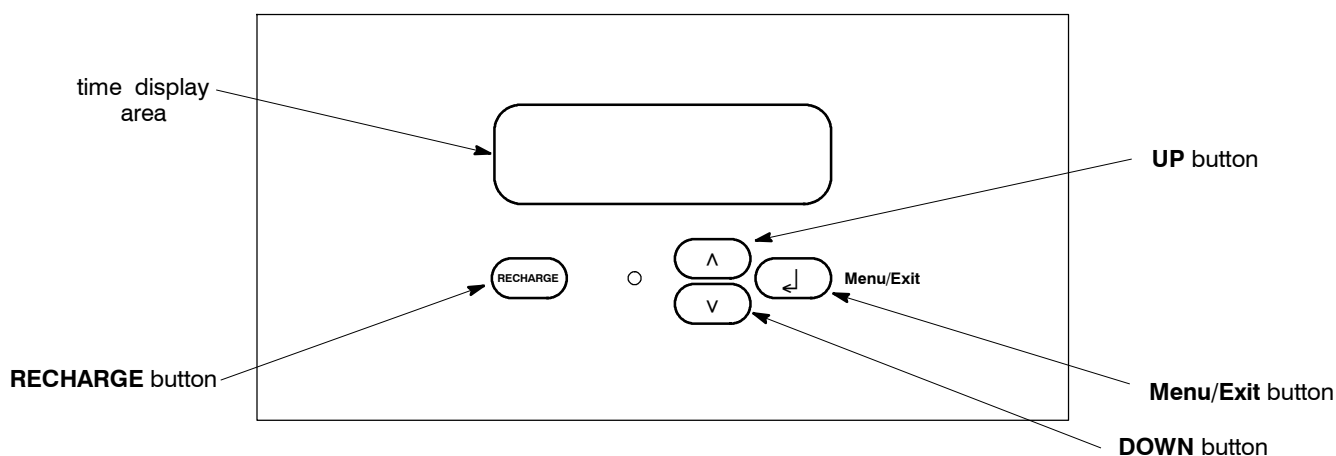 time display
area
UP button
RECHARGE
Menu/Exit
RECHARGE button
Menu/Exit button
DOWN button